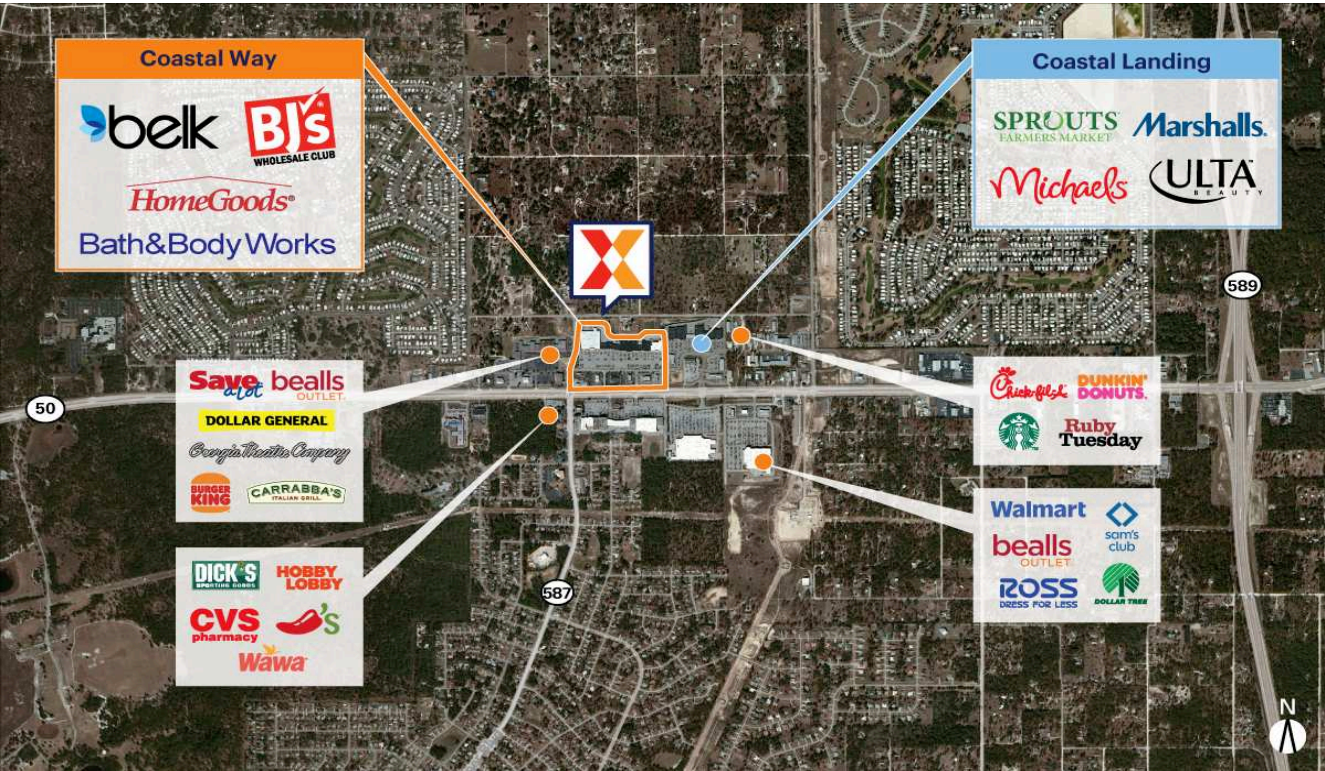 Coastal Way
belk
BJ's
WHOLESALE CLUB
HomeGoods®
Bath&Body Works
Coastal Landing
SPROUTS
FARMERS MARKET
Marshalls.
Michaels
ULTA
BEAUTY
589
50
Save
a lot
bealls
OUTLET.
DOLLAR GENERAL
Georgia Theatre Company
BURGER
KING
CARRABBA'S
ITALIAN GRILL.
Chick-fil-A
DUNKIN'
DONUTS.
Ruby
Tuesday
DICK'S
SPORTING GOODS
HOBBY
LOBBY
CVS
pharmacy
's
Wawa
587
Walmart
sam's
club
bealls
OUTLET
ROSS
DRESS FOR LESS
DOLLAR TREE
N